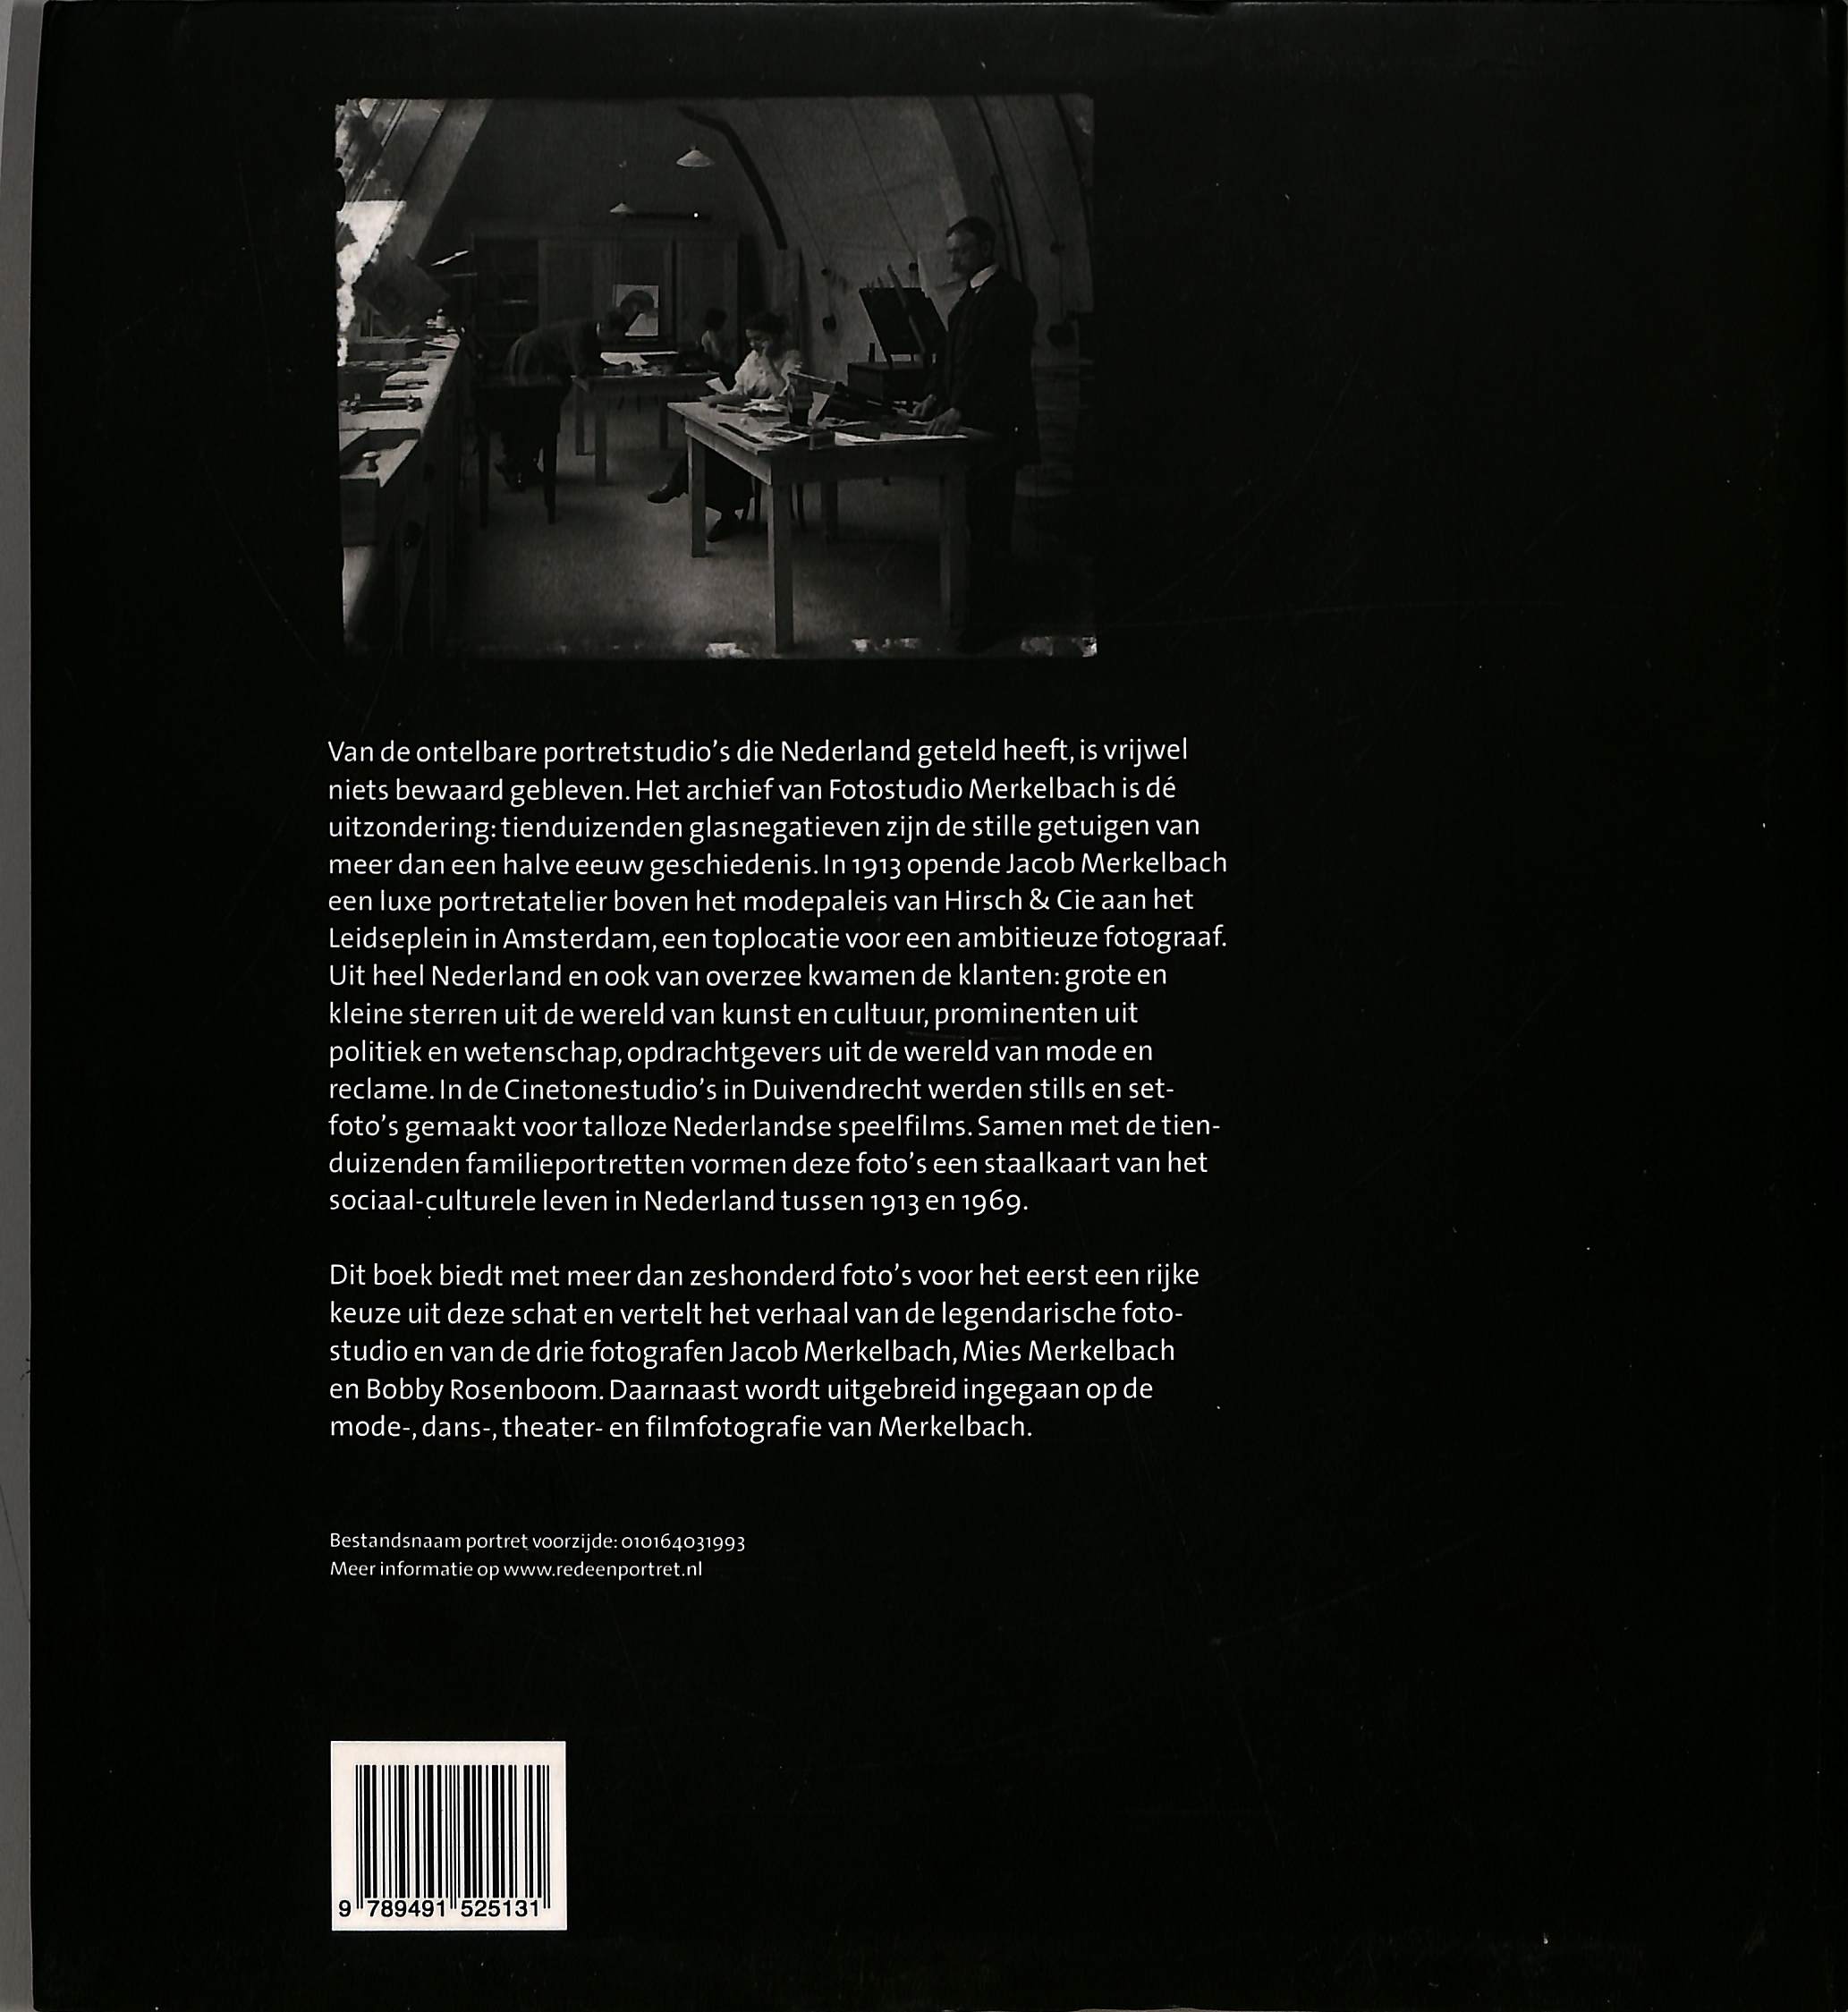 Van de ontelbare portretstudio's die Nederland geteld heeft, is vrijwel
niets bewaard gebleven. Het archief van Fotostudio Merkelbach is dé
uitzondering: tienduizenden glasnegatieven zijn de stille getuigen van
meer dan een halve eeuw geschiedenis. In 1913 opende Jacob Merkelbach
een luxe portretatelier boven het modepaleis van Hirsch & Cie aan het
Leidseplein in Amsterdam, een toplocatie voor een ambitieuze fotograaf.
Uit heel Nederland en ook van overzee kwamen de klanten: grote en
kleine sterren uit de wereld van kunst en cultuur, prominenten uit
politiek en wetenschap, opdrachtgevers uit de wereld van mode en
reclame. In de Cinetonestudio's in Duivendrecht werden stills en set-
foto's gemaakt voor talloze Nederlandse speelfilms. Samen met de tien-
duizenden familieportretten vormen deze foto's een staalkaart van het
sociaal-culturele leven in Nederland tussen 1913 en 1969.
Dit boek biedt met meer dan zeshonderd foto's voor het eerst een rijke
keuze uit deze schat en vertelt het verhaal van de legendarische foto-
studio en van de drie fotografen Jacob Merkelbach, Mies Merkelbach
en Bobby Rosenboom. Daarnaast wordt uitgebreid ingegaan op de
mode-, dans-, theater- en filmfotografie van Merkelbach.
Bestandsnaam portret voorzijde: 010164031993
Meer informatie op www.redeenportret.nl
9 789491 525131